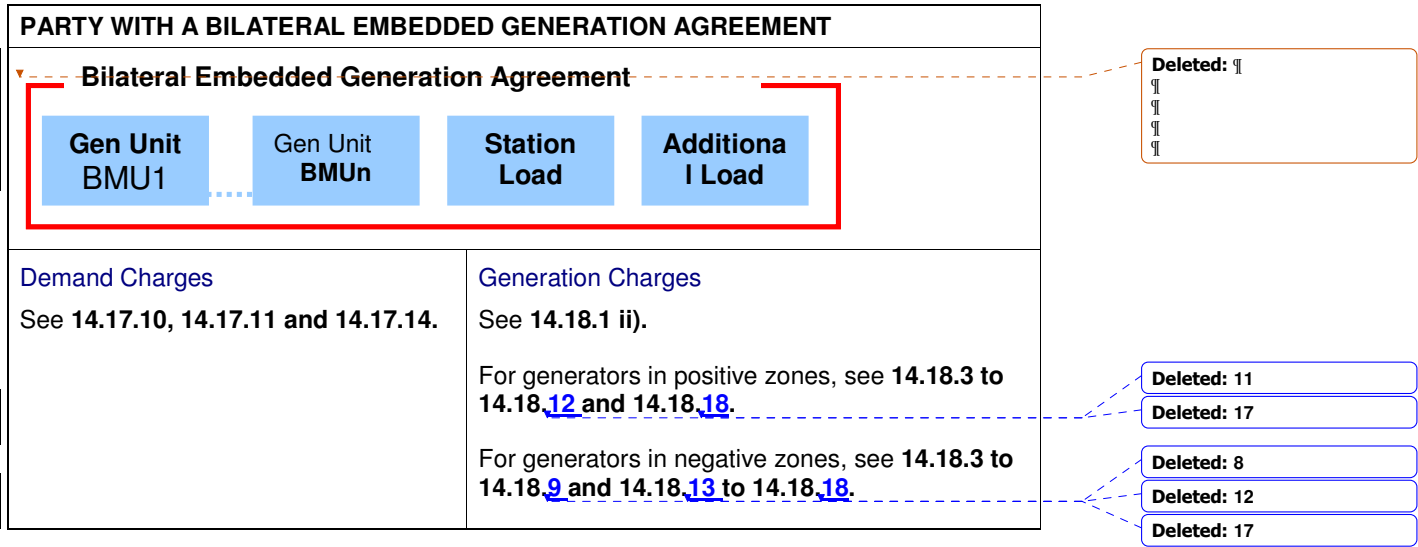 PARTY WITH A BILATERAL EMBEDDED GENERATION AGREEMENT
Bilateral Embedded Generation Agreement
Gen Unit
BMU1
Gen Unit
BMUn
Station
Load
Additiona
l Load
Demand Charges
See 14.17.10, 14.17.11 and 14.17.14.
Generation Charges
See 14.18.1 ii).
For generators in positive zones, see 14.18.3 to
14.18.12 and 14.18.18.
For generators in negative zones, see 14.18.3 to
14.18.9 and 14.18.13 to 14.18.18.
Deleted: ¶
¶
¶
¶
¶
Deleted: 11
Deleted: 17
Deleted: 8
Deleted: 12
Deleted: 17